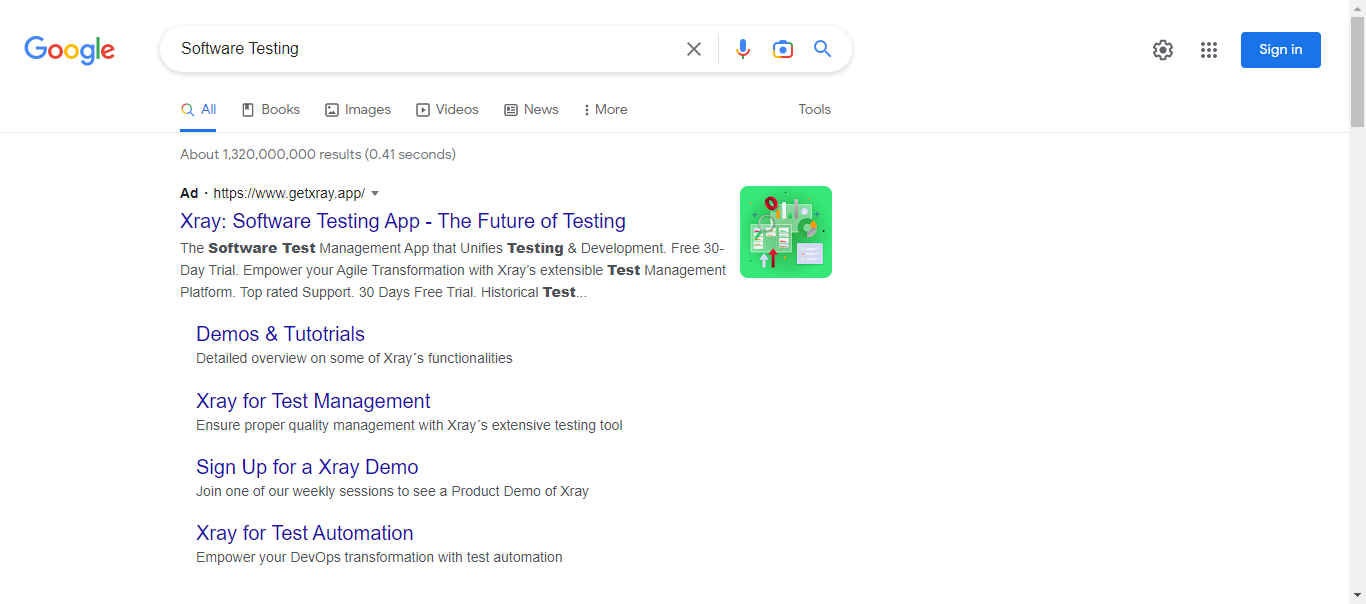 Google
Software Testing
Sign in
All Books Images Videos News More Tools
About 1,320,000,000 results (0.41 seconds)
Ad · https://www.getxray.app/
Xray: Software Testing App - The Future of Testing
The Software Test Management App that Unifies Testing & Development. Free 30-
Day Trial. Empower your Agile Transformation with Xray’s extensible Test Management
Platform. Top rated Support. 30 Days Free Trial. Historical Test...
Demos & Tutotrials
Detailed overview on some of Xray´s functionalities
Xray for Test Management
Ensure proper quality management with Xray´s extensive testing tool
Sign Up for a Xray Demo
Join one of our weekly sessions to see a Product Demo of Xray
Xray for Test Automation
Empower your DevOps transformation with test automation